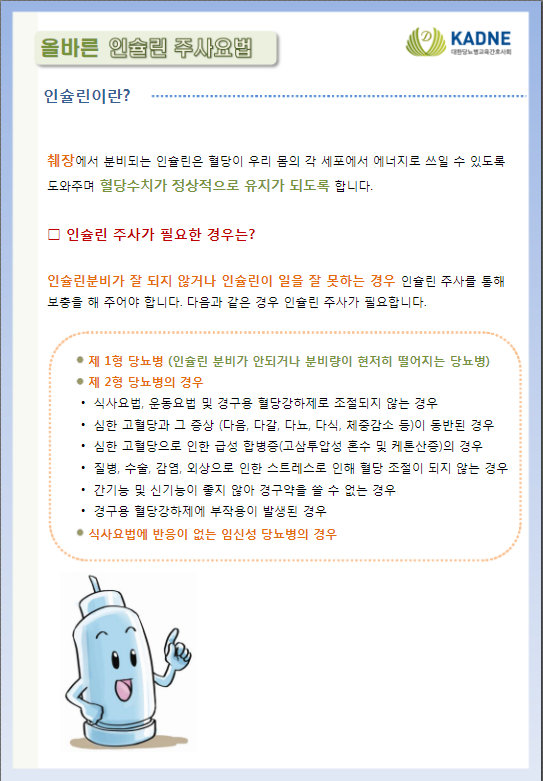 올바른 인슐린 주사요법
KADNE
대한당뇨병교육간호사회
인슐린이란?
췌장에서 분비되는 인슐린은 혈당이 우리 몸의 각 세포에서 에너지로 쓰일 수 있도록
도와주며 혈당수치가 정상적으로 유지가 되도록 합니다.
□ 인슐린 주사가 필요한 경우는?
인슐린분비가 잘 되지 않거나 인슐린이 일을 잘 못하는 경우 인슐린 주사를 통해
보충을 해 주어야 합니다. 다음과 같은 경우 인슐린 주사가 필요합니다.
● 제 1형 당뇨병 (인슐린 분비가 안되거나 분비량이 현저히 떨어지는 당뇨병)
● 제 2형 당뇨병의 경우
• 식사요법, 운동요법 및 경구용 혈당강하제로 조절되지 않는 경우
• 심한 고혈당과 그 증상 (다음, 다갈, 다뇨, 다식, 체중감소 등)이 동반된 경우
• 심한 고혈당으로 인한 급성 합병증(고삼투압성 혼수 및 케톤산증)의 경우
• 질병, 수술, 감염, 외상으로 인한 스트레스로 인해 혈당 조절이 되지 않는 경우
• 간기능 및 신기능이 좋지 않아 경구약을 쓸 수 없는 경우
• 경구용 혈당강하제에 부작용이 발생된 경우
● 식사요법에 반응이 없는 임신성 당뇨병의 경우